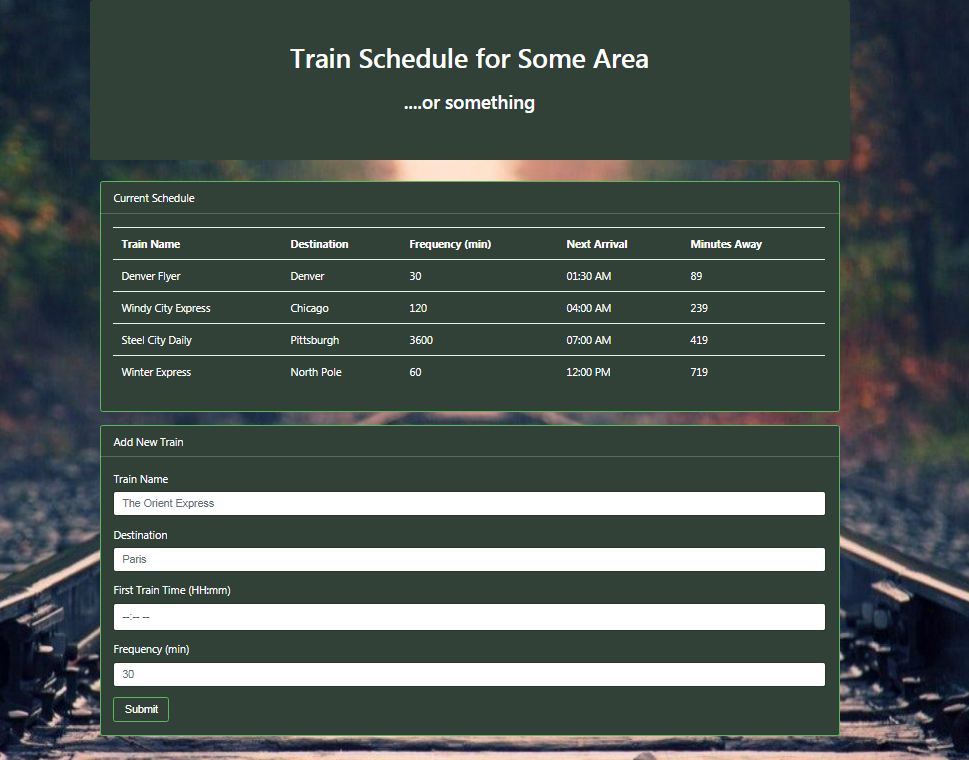 Train Schedule for Some Area
....or something
Current Schedule
Train Name Destination Frequency (min) Next Arrival Minutes Away
Denver Flyer Denver 30 01:30 AM 89
Windy City Express Chicago 120 04:00 AM 239
Steel City Daily Pittsburgh 3600 07:00 AM 419
Winter Express North Pole 60 12:00 PM 719
Add New Train
Train Name
The Orient Express
Destination
Paris
First Train Time (HH:mm)
--:-- --
Frequency (min)
30
Submit